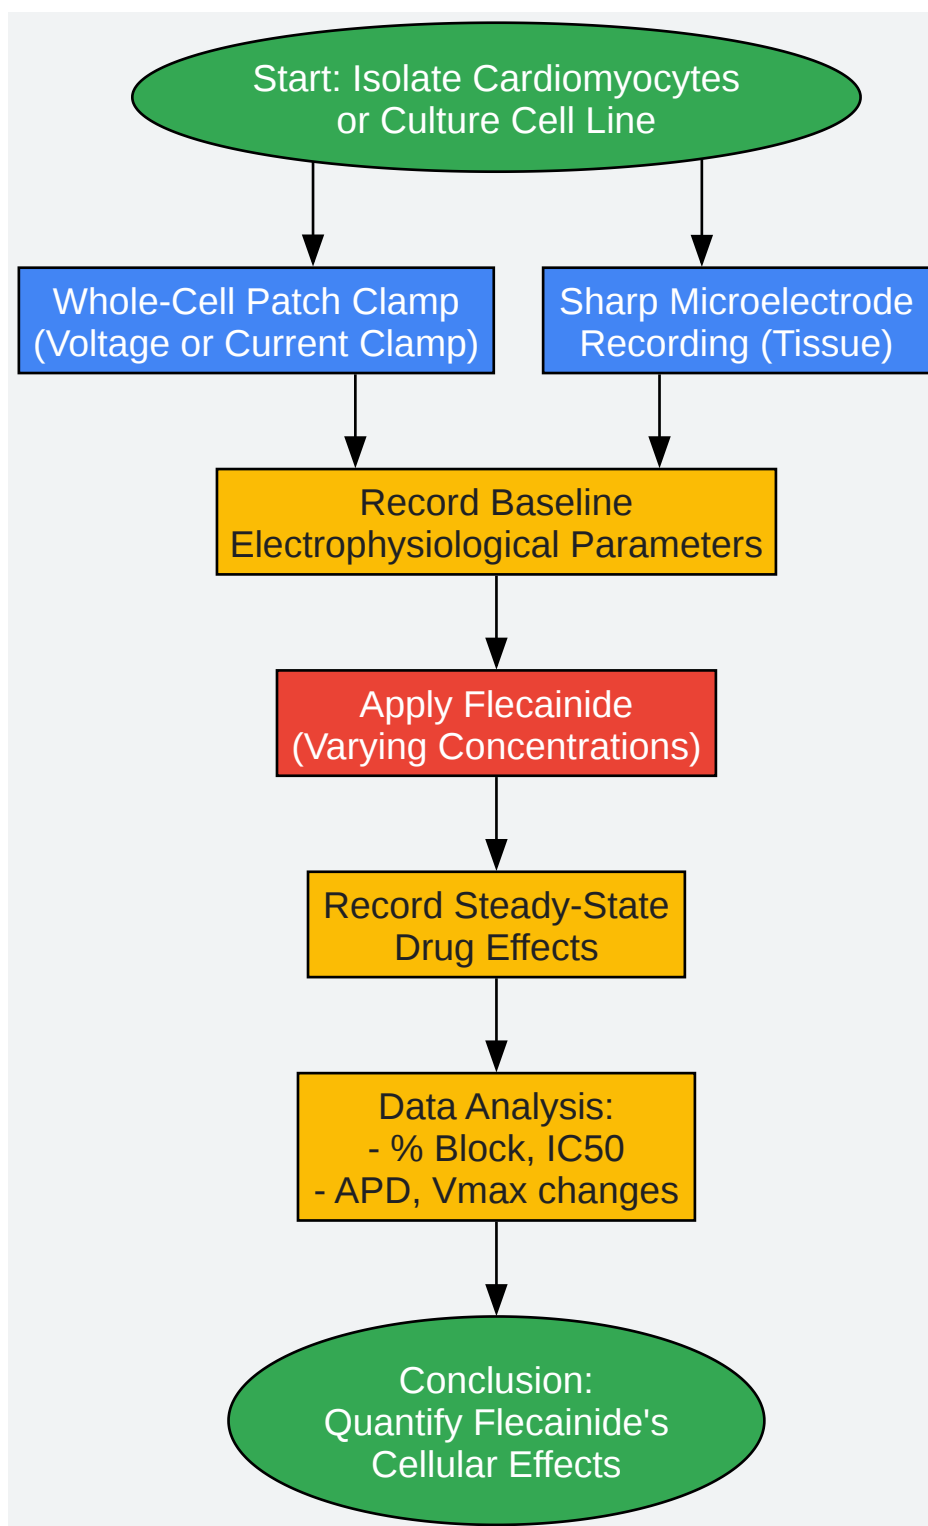 Start: Isolate Cardiomyocytes
or Culture Cell Line
Whole-Cell Patch Clamp
(Voltage or Current Clamp)
Sharp Microelectrode
Recording (Tissue)
Record Baseline
Electrophysiological Parameters
Apply Flecainide
(Varying Concentrations)
Record Steady-State
Drug Effects
Data Analysis:
- % Block, IC50
- APD, Vmax changes
Conclusion:
Quantify Flecainide's
Cellular Effects